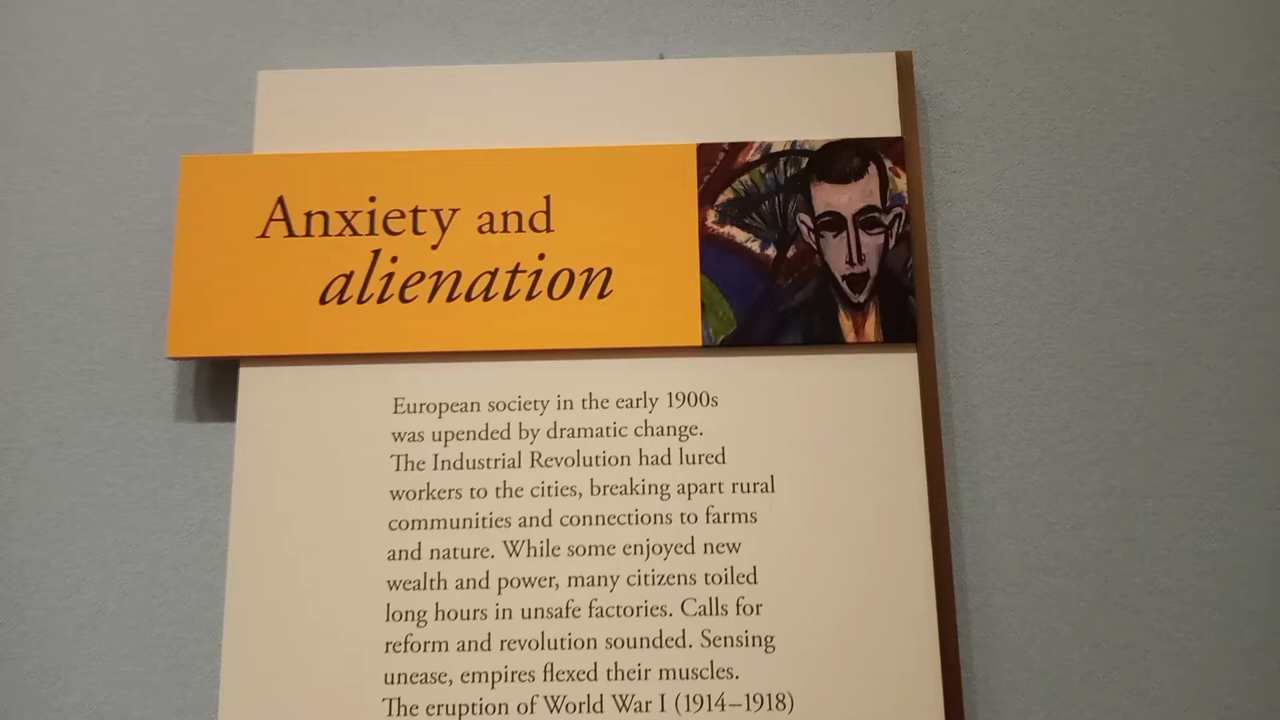 Anxiety and
alienation
European society in the early 1900s
was upended by dramatic change.
The Industrial Revolution had lured
workers to the cities, breaking apart rural
communities and connections to farms
and nature. While some enjoyed new
wealth and power, many citizens toiled
long hours in unsafe factories. Calls for
reform and revolution sounded. Sensing
unease, empires flexed their muscles.
The eruption of World War I (1914–1918)